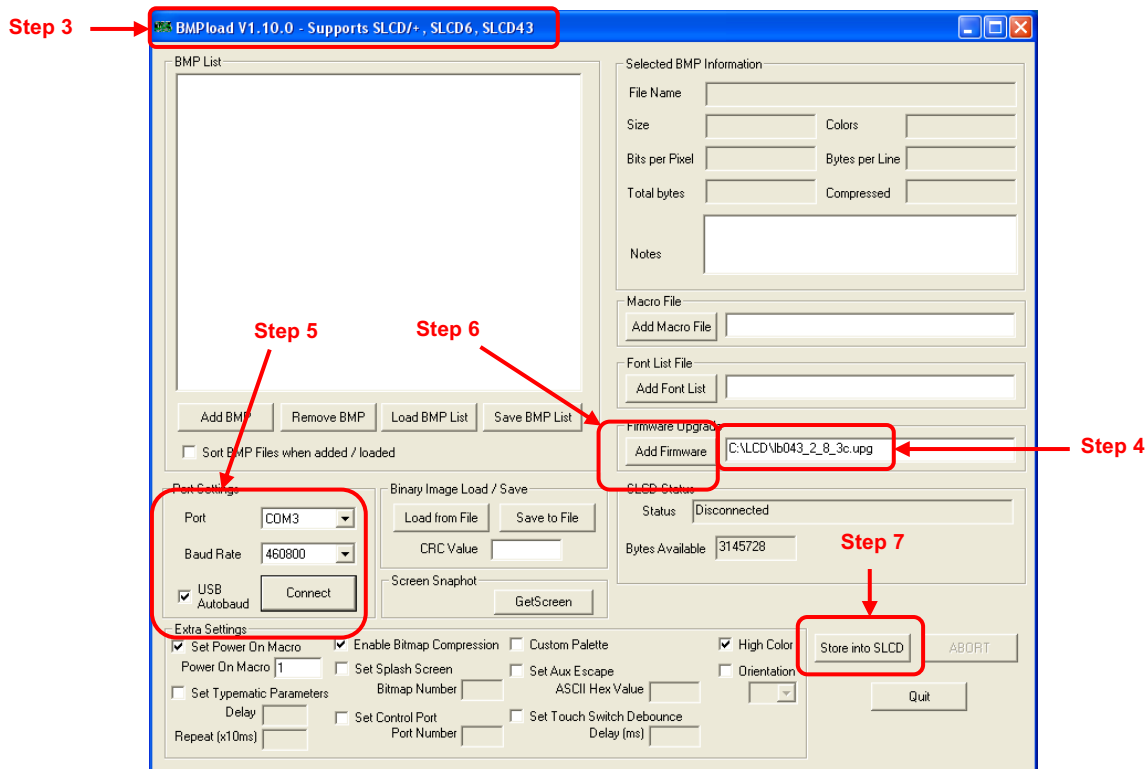 Step 3
BMPload V1.10.0 - Supports SLCD/+, SLCD6, SLCD43
BMP List
Selected BMP Information
File Name
Size
Colors
Bits per Pixel
Bytes per Line
Total bytes
Compressed
Notes
Macro File
Add Macro File
Step 5
Step 6
Font List File
Add Font List
Add BMP
Remove BMP
Load BMP List
Save BMP List
Sort BMP Files when added / loaded
Firmware Upgrad
Add Firmware
C:\LCD\lb043_2_8_3c.upg
Step 4
Port Settings
Port
COM3
Baud Rate
460800
USB
Autobaud
Connect
Binary Image Load / Save
Load from File
Save to File
CRC Value
Screen Snaphot
GetScreen
SLCD Status
Status
Disconnected
Bytes Available
3145728
Step 7
Extra Settings
Set Power On Macro
Power On Macro
1
Set Typematic Parameters
Delay
Repeat (x10ms)
Enable Bitmap Compression
Set Splash Screen
Bitmap Number
Set Control Port
Port Number
Custom Palette
Set Aux Escape
ASCII Hex Value
Set Touch Switch Debounce
Delay (ms)
High Color
Orientation
Store into SLCD
ABORT
Quit